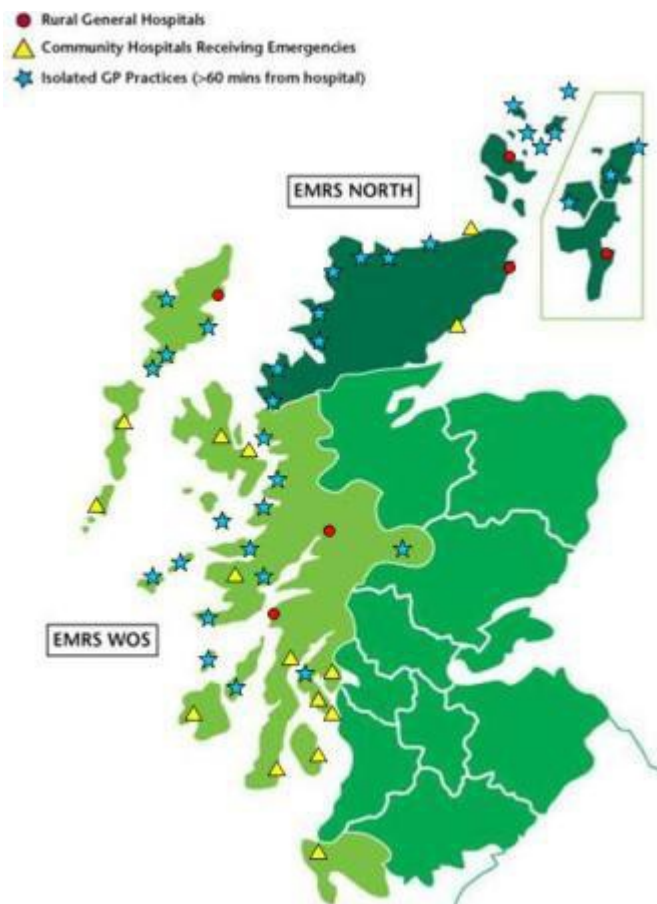 Rural General Hospitals
Community Hospitals Receiving Emergencies
Isolated GP Practices (>60 mins from hospital)
EMRS NORTH
EMRS WOS